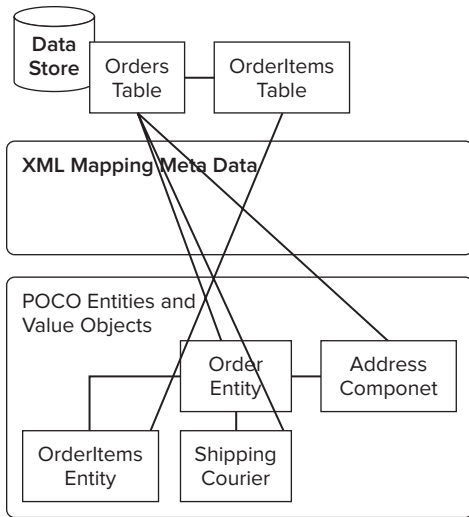 Data
Store
Orders
Table
OrderItems
Table
XML Mapping Meta Data
POCO Entities and
Value Objects
Order
Entity
Address
Componet
OrderItems
Entity
Shipping
Courier